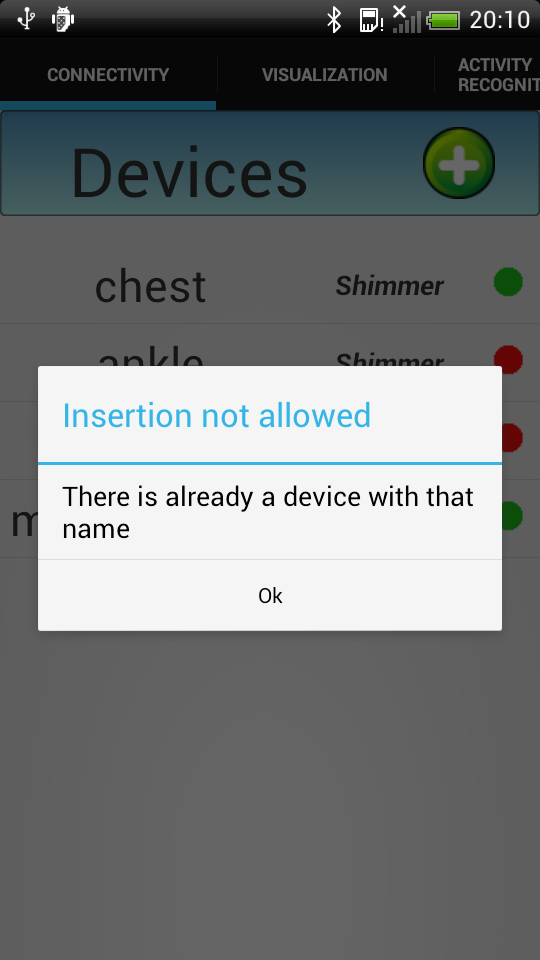 20:10
CONNECTIVITY
VISUALIZATION
ACTIVITY
RECOGNIT
Devices
chest Shimmer
ankle Shimmer
Insertion not allowed
There is already a device with that
name
Ok